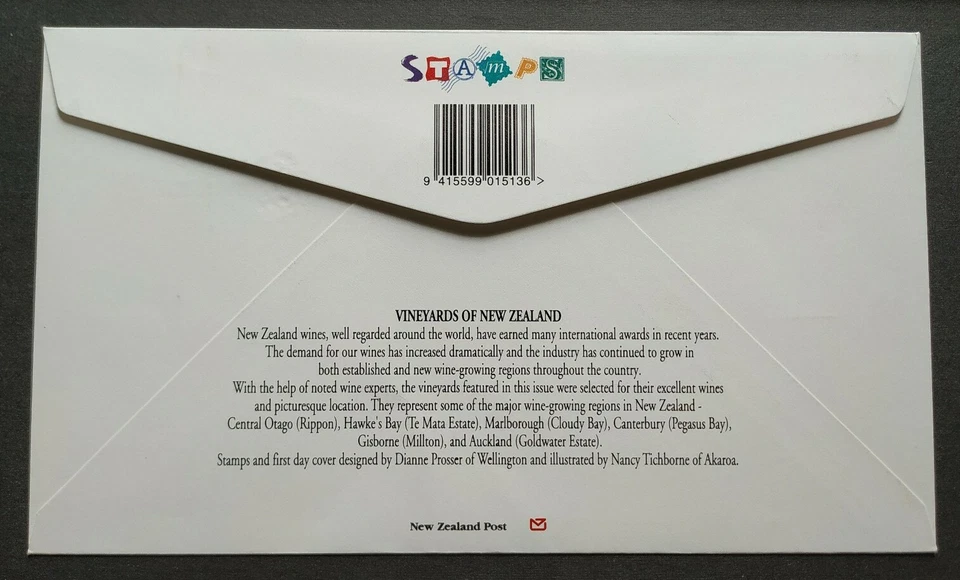 STAmPS
9 415599 015136 >
VINEYARDS OF NEW ZEALAND
New Zealand wines, well regarded around the world, have earned many international awards in recent years.
The demand for our wines has increased dramatically and the industry has continued to grow in
both established and new wine-growing regions throughout the country.
With the help of noted wine experts, the vineyards featured in this issue were selected for their excellent wines
and picturesque location. They represent some of the major wine-growing regions in New Zealand -
Central Otago (Rippon), Hawke's Bay (Te Mata Estate), Marlborough (Cloudy Bay), Canterbury (Pegasus Bay),
Gisborne (Millton), and Auckland (Goldwater Estate).
Stamps and first day cover designed by Dianne Prosser of Wellington and illustrated by Nancy Tichborne of Akaroa.
New Zealand Post